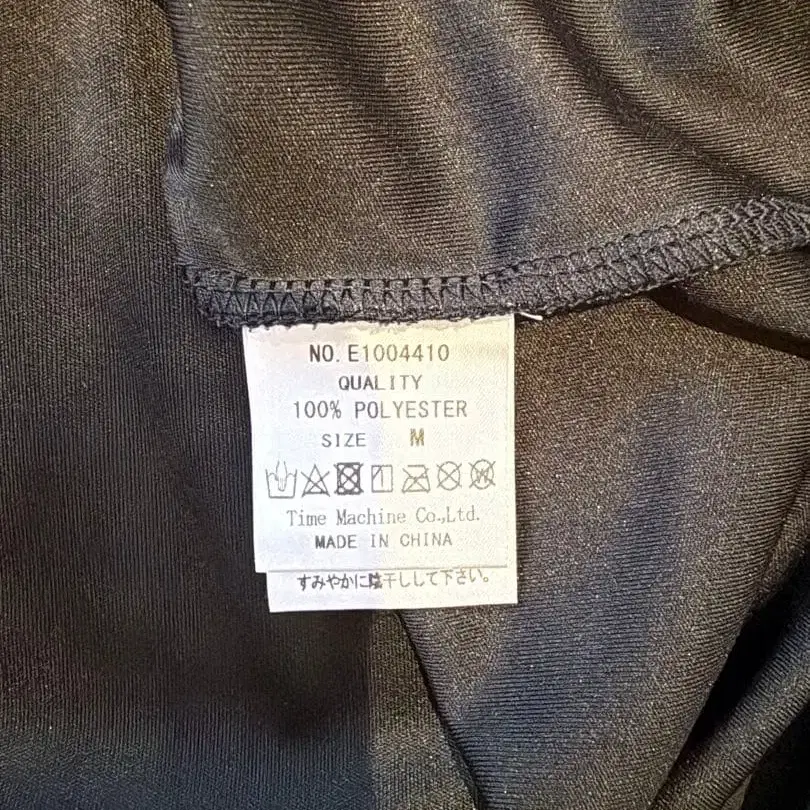 NO. E1004410
QUALITY
100% POLYESTER
SIZE M
Time Machine Co.,Ltd.
MADE IN CHINA
すみやかに陰干しして下さい。